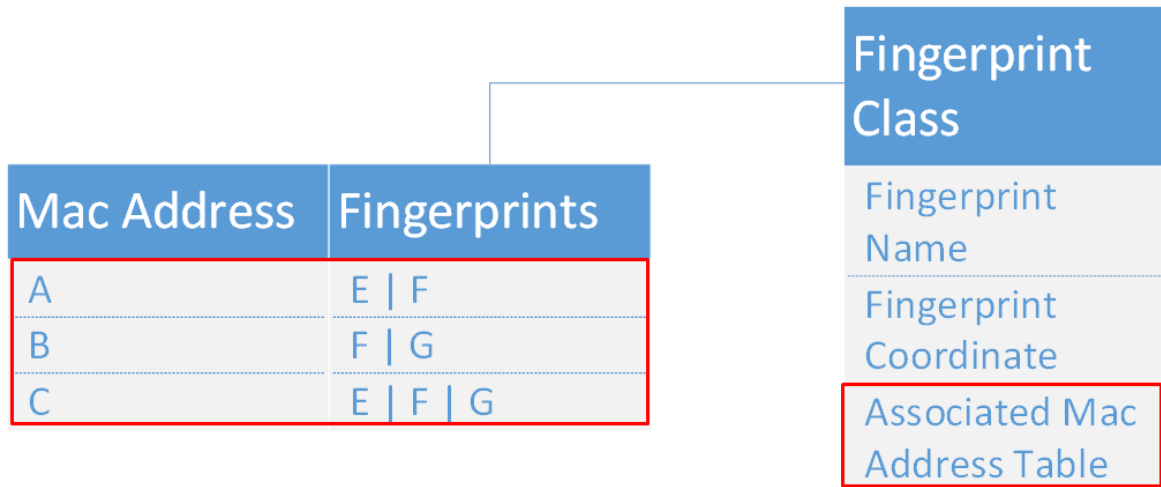 Mac Address Fingerprints
A E | F
B F | G
C E | F | G
Fingerprint
Class
Fingerprint
Name
Fingerprint
Coordinate
Associated Mac
Address Table